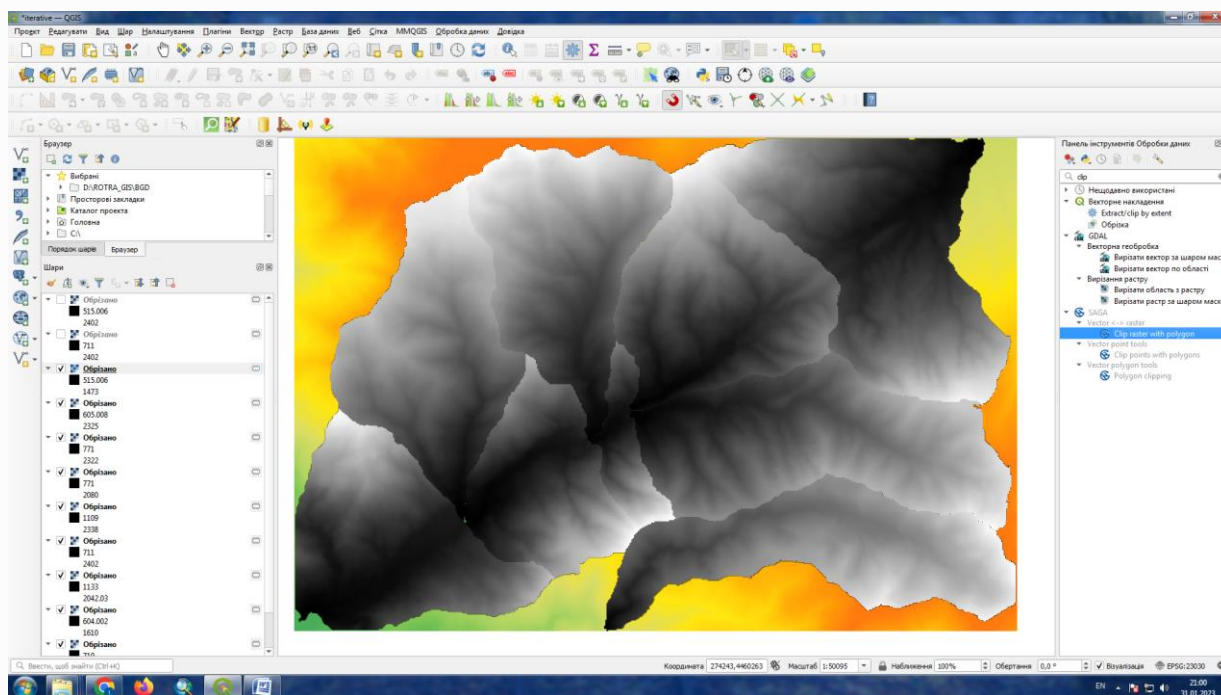 *iterative — QGIS
Проєкт Редагувати Вид Шар Налаштування Плагіни Вектор Растр База даних Веб Сітка MMQGIS Обробка даних Довідка
Браузер
Вибрані
D:\ROTRA_GIS\BGD
Просторові закладки
Каталог проекта
Головна
C:\
Порядок шарів Браузер
Шари
Обрізано
515.006
2402
Обрізано
711
2402
Обрізано
515.006
1473
Обрізано
605.008
2325
Обрізано
771
2322
Обрізано
771
2080
Обрізано
1109
2338
Обрізано
711
2402
Обрізано
1133
2042.03
Обрізано
604.002
1610
Обрізано
Панель інструментів Обробки даних
clip
Нещодавно використані
Векторне накладення
Extract/clip by extent
Обрізка
GDAL
Векторна геобробка
Вирізати вектор за шаром мас
Вирізати вектор по області
Вирізання растру
Вирізати область з растру
Вирізати растр за шаром маск
SAGA
Vector <-> raster
Clip raster with polygon
Vector point tools
Clip points with polygons
Vector polygon tools
Polygon clipping
Ввести, щоб знайти (Ctrl+K)
Координата 274243,4460263 Масштаб 1:50095 Наближення 100% Обертання 0,0 ° Візуалізація EPSG:23030
EN 21:00
31.01.2023